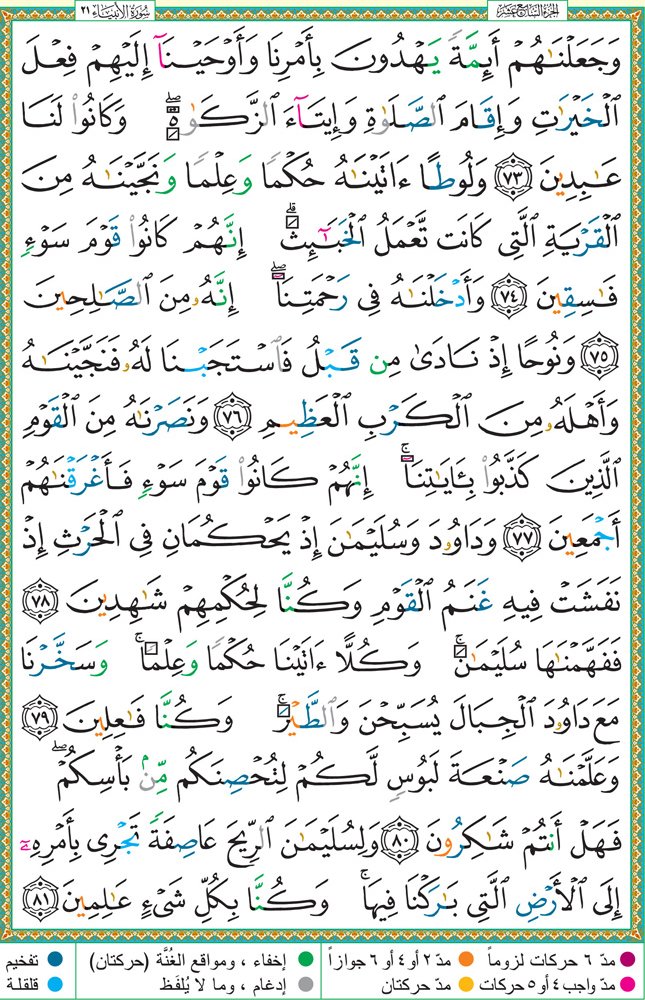 الجزء السابع عشر
سورة الأنبياء ٢١
وَجَعَلْنَٰهُمْ أَئِمَّةً يَهْدُونَ بِأَمْرِنَا وَأَوْحَيْنَآ إِلَيْهِمْ فِعْلَ
ٱلْخَيْرَٰتِ وَإِقَامَ ٱلصَّلَوٰةِ وَإِيتَآءَ ٱلزَّكَوٰةِۖ وَكَانُوا۟ لَنَا
عَٰبِدِينَ ٧٣ وَلُوطًا ءَاتَيْنَٰهُ حُكْمًا وَعِلْمًا وَنَجَّيْنَٰهُ مِنَ
ٱلْقَرْيَةِ ٱلَّتِى كَانَت تَّعْمَلُ ٱلْخَبَٰٓئِثَۗ إِنَّهُمْ كَانُوا۟ قَوْمَ سَوْءٍ
فَٰسِقِينَ ٧٤ وَأَدْخَلْنَٰهُ فِى رَحْمَتِنَآۖ إِنَّهُۥ مِنَ ٱلصَّٰلِحِينَ
٧٥ وَنُوحًا إِذْ نَادَىٰ مِن قَبْلُ فَٱسْتَجَبْنَا لَهُۥ فَنَجَّيْنَٰهُ
وَأَهْلَهُۥ مِنَ ٱلْكَرْبِ ٱلْعَظِيمِ ٧٦ وَنَصَرْنَٰهُ مِنَ ٱلْقَوْمِ
ٱلَّذِينَ كَذَّبُوا۟ بِـَٔايَٰتِنَآۚ إِنَّهُمْ كَانُوا۟ قَوْمَ سَوْءٍ فَأَغْرَقْنَٰهُمْ
أَجْمَعِينَ ٧٧ وَدَاوُۥدَ وَسُلَيْمَٰنَ إِذْ يَحْكُمَانِ فِى ٱلْحَرْثِ إِذْ
نَفَشَتْ فِيهِ غَنَمُ ٱلْقَوْمِ وَكُنَّا لِحُكْمِهِمْ شَٰهِدِينَ ٧٨
فَفَهَّمْنَٰهَا سُلَيْمَٰنَۚ وَكُلًّا ءَاتَيْنَا حُكْمًا وَعِلْمًاۚ وَسَخَّرْنَا
مَعَ دَاوُۥدَ ٱلْجِبَالَ يُسَبِّحْنَ وَٱلطَّيْرَۚ وَكُنَّا فَٰعِلِينَ ٧٩
وَعَلَّمْنَٰهُ صَنْعَةَ لَبُوسٍ لَّكُمْ لِتُحْصِنَكُم مِّنۢ بَأْسِكُمْۖ
فَهَلْ أَنتُمْ شَٰكِرُونَ ٨٠ وَلِسُلَيْمَٰنَ ٱلرِّيحَ عَاصِفَةً تَجْرِى بِأَمْرِهِۦٓ
إِلَى ٱلْأَرْضِ ٱلَّتِى بَٰرَكْنَا فِيهَاۚ وَكُنَّا بِكُلِّ شَىْءٍ عَٰلِمِينَ ٨١
مدّ ٦ حركات لزوماً مدّ ٢ أو ٤ أو ٦ جوازاً إخفاء ، ومواقع الغُنَّة (حركتان) تفخيم
مدّ واجب ٤ أو ٥ حركات مدّ حركتان إدغام ، وما لا يُلفَظ قلقلة